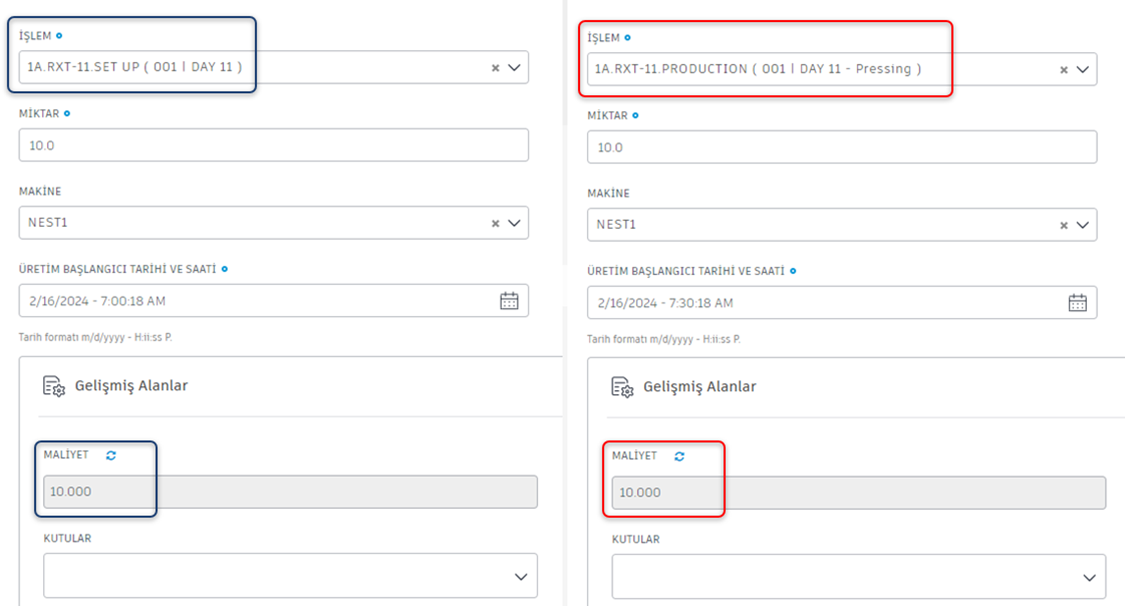 İŞLEM
1A.RXT-11.SET UP ( 001 | DAY 11 )
MİKTAR
10.0
MAKİNE
NEST1
ÜRETİM BAŞLANGICI TARİHİ VE SAATİ
2/16/2024 - 7:00:18 AM
Tarih formatı m/d/yyyy - H:ii:ss P.
Gelişmiş Alanlar
MALİYET
10.000
KUTULAR
İŞLEM
1A.RXT-11.PRODUCTION ( 001 | DAY 11 - Pressing )
MİKTAR
10.0
MAKİNE
NEST1
ÜRETİM BAŞLANGICI TARİHİ VE SAATİ
2/16/2024 - 7:30:18 AM
Tarih formatı m/d/yyyy - H:ii:ss P.
Gelişmiş Alanlar
MALİYET
10.000
KUTULAR